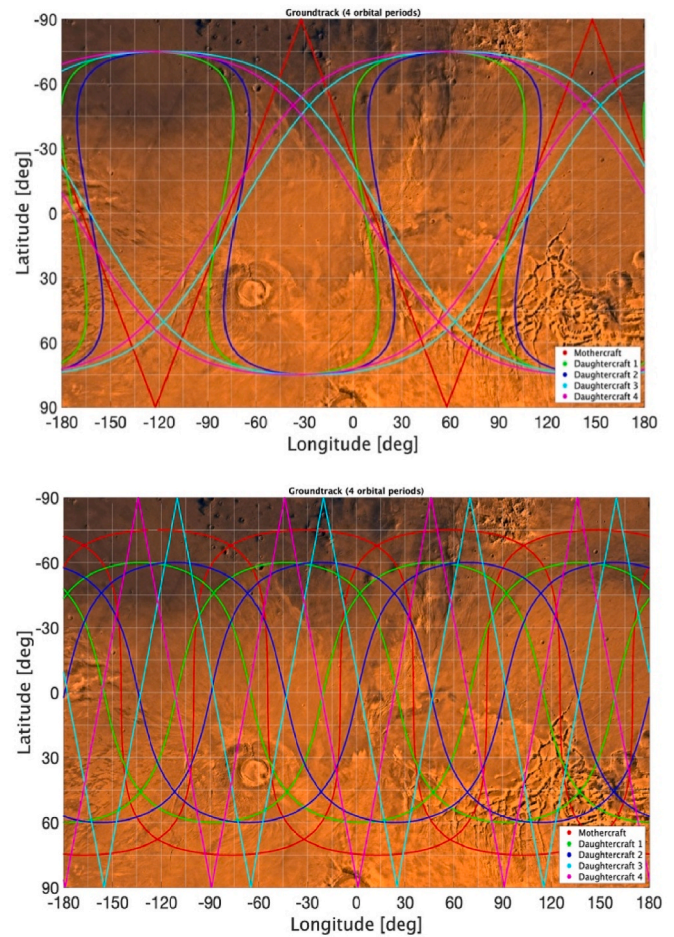 Groundtrack (4 orbital periods)
Latitude [deg]
-90
-60
-30
0
30
60
90
-180 -150 -120 -90 -60 -30 0 30 60 90 120 150 180
Longitude [deg]
Mothercraft
Daughtercraft 1
Daughtercraft 2
Daughtercraft 3
Daughtercraft 4
Groundtrack (4 orbital periods)
Latitude [deg]
-90
-60
-30
0
30
60
90
-180 -150 -120 -90 -60 -30 0 30 60 90 120 150 180
Longitude [deg]
Mothercraft
Daughtercraft 1
Daughtercraft 2
Daughtercraft 3
Daughtercraft 4